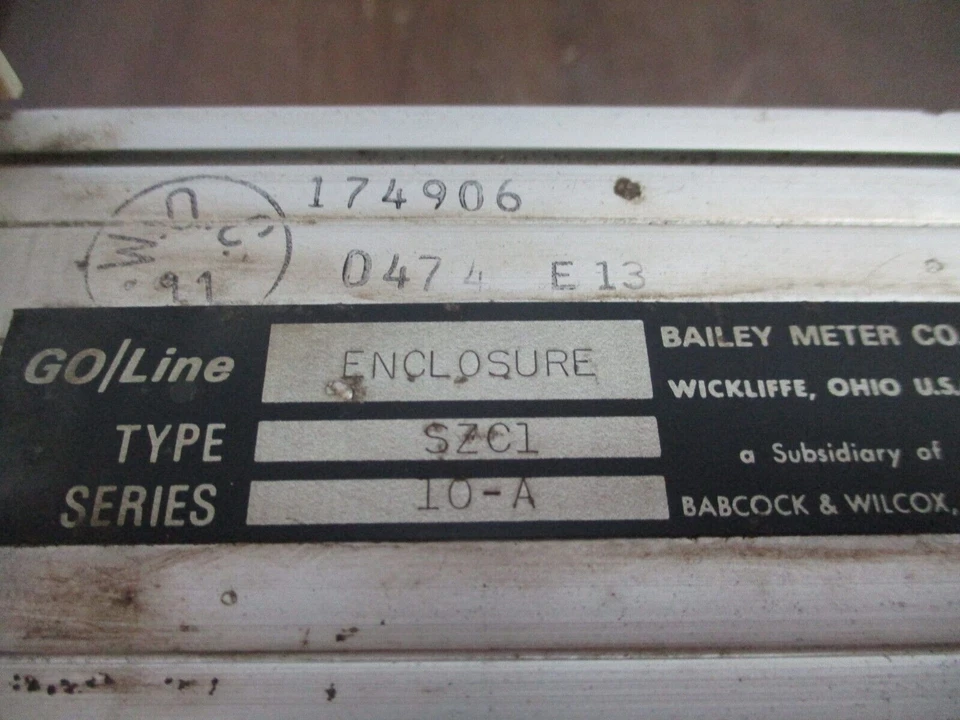 174906
0474 E13
W.D.C.
91
GO/Line ENCLOSURE
TYPE SZC1
SERIES 10-A
BAILEY METER CO.
WICKLIFFE, OHIO U.S.
a Subsidiary of
BABCOCK & WILCOX,